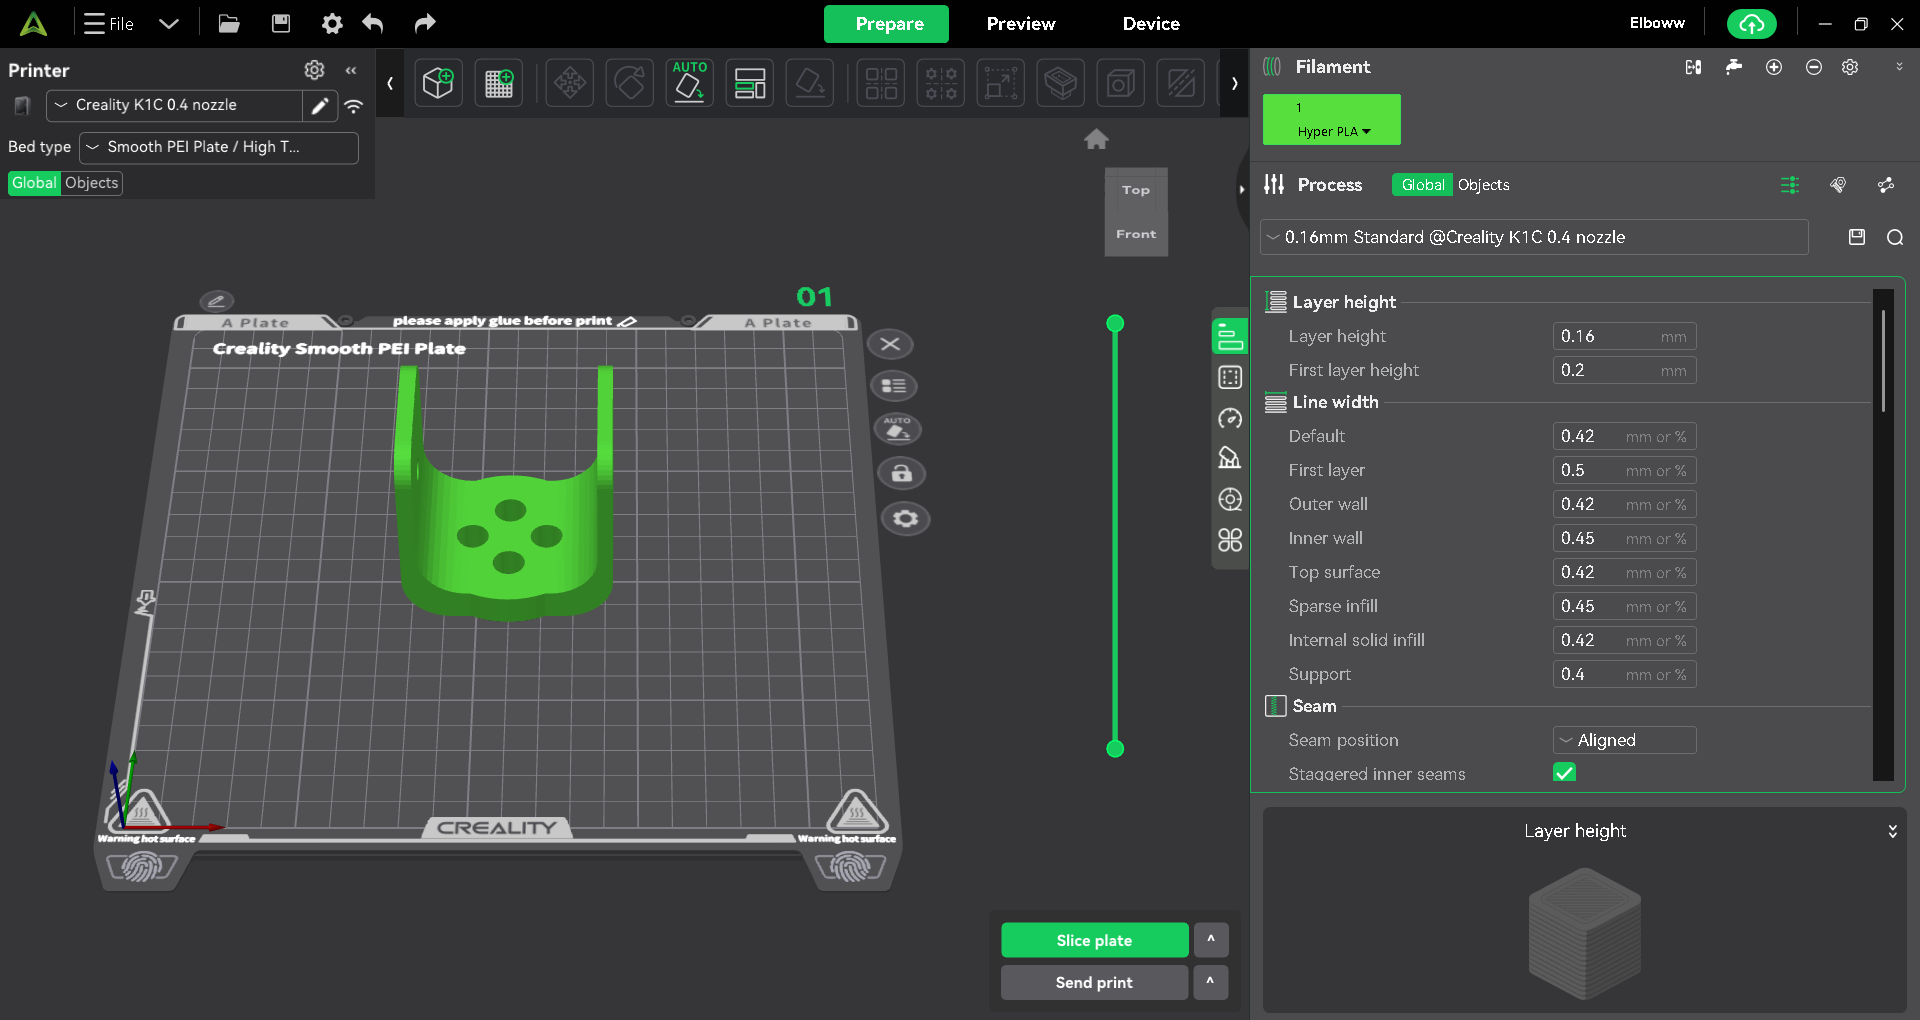 File
Prepare
Preview
Device
Elboww
Printer
Creality K1C 0.4 nozzle
Bed type
Smooth PEI Plate / High T...
Global
Objects
AUTO
Top
Front
01
A Plate
please apply glue before print
A Plate
Creality Smooth PEI Plate
AUTO
CREALITY
Warning hot surface
Warning hot surface
Slice plate
Send print
Filament
1
Hyper PLA
Process
Global
Objects
0.16mm Standard @Creality K1C 0.4 nozzle
Layer height
Layer height 0.16 mm
First layer height 0.2 mm
Line width
Default 0.42 mm or %
First layer 0.5 mm or %
Outer wall 0.42 mm or %
Inner wall 0.45 mm or %
Top surface 0.42 mm or %
Sparse infill 0.45 mm or %
Internal solid infill 0.42 mm or %
Support 0.4 mm or %
Seam
Seam position Aligned
Staggered inner seams
Layer height